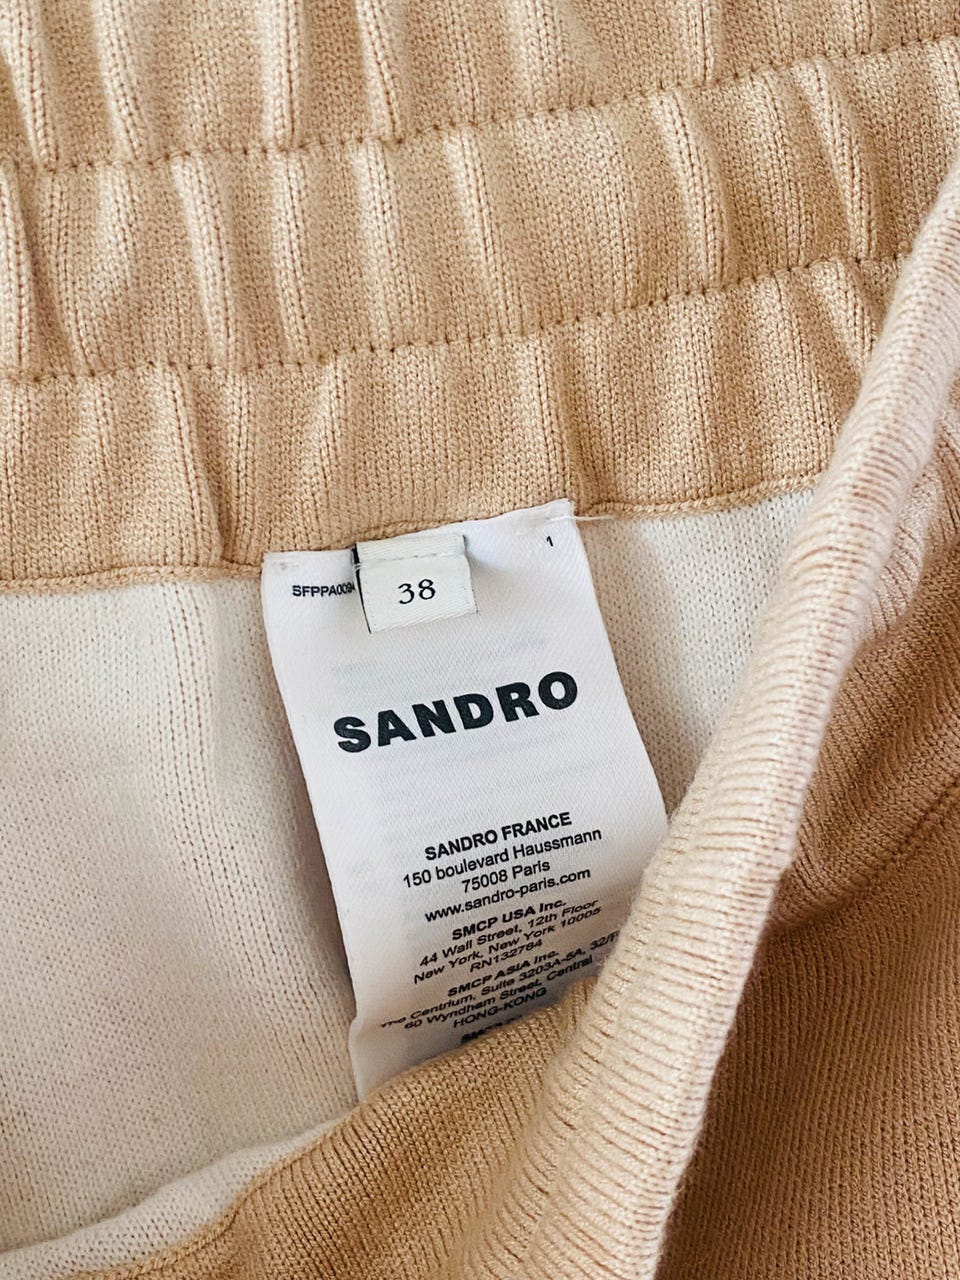 1
SFPPA0094
38
SANDRO
SANDRO FRANCE
150 boulevard Haussmann
75008 Paris
www.sandro-paris.com
SMCP USA Inc.
44 Wall Street, 12th Floor
New York, New York 10005
RN132784
SMCP ASIA Inc.
The Centrium, Suite 3203A-5A, 32/F
60 Wyndham Street, Central
HONG-KONG